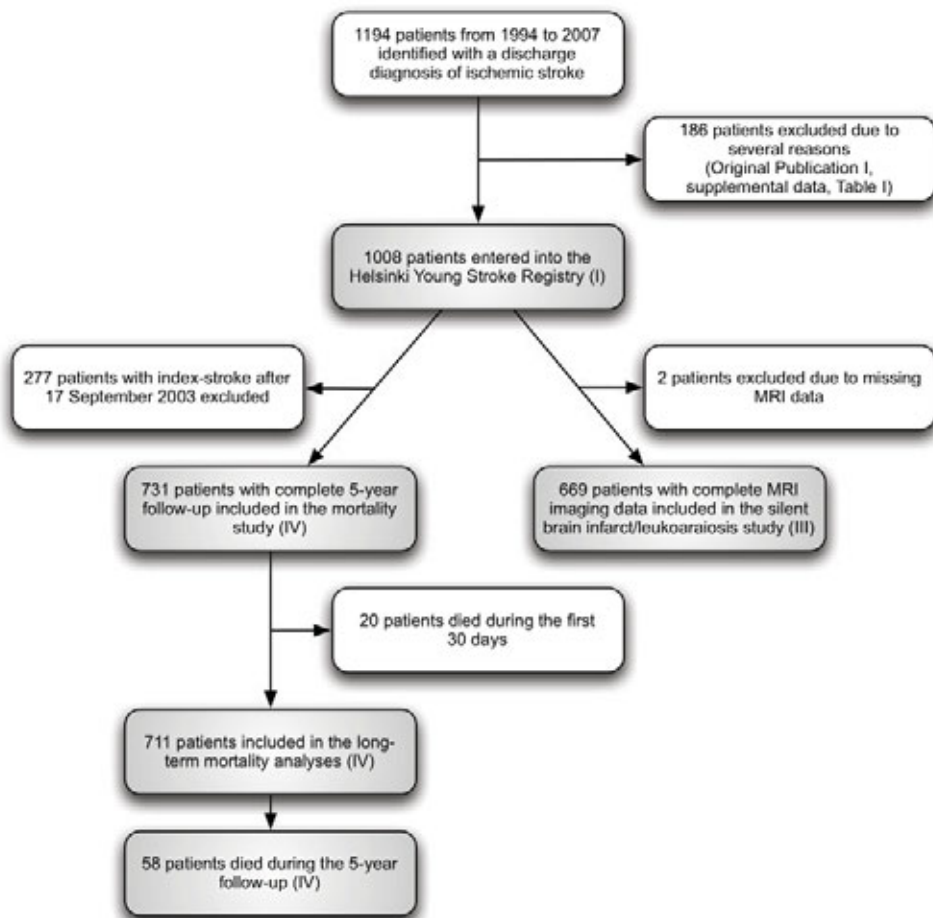 1194 patients from 1994 to 2007
identified with a discharge
diagnosis of ischemic stroke
186 patients excluded due to
several reasons
(Original Publication I,
supplemental data, Table I)
1008 patients entered into the
Helsinki Young Stroke Registry (I)
277 patients with index-stroke after
17 September 2003 excluded
2 patients excluded due to missing
MRI data
731 patients with complete 5-year
follow-up included in the mortality
study (IV)
669 patients with complete MRI
imaging data included in the silent
brain infarct/leukoaraiosis study (III)
20 patients died during the first
30 days
711 patients included in the long-
term mortality analyses (IV)
58 patients died during the 5-year
follow-up (IV)